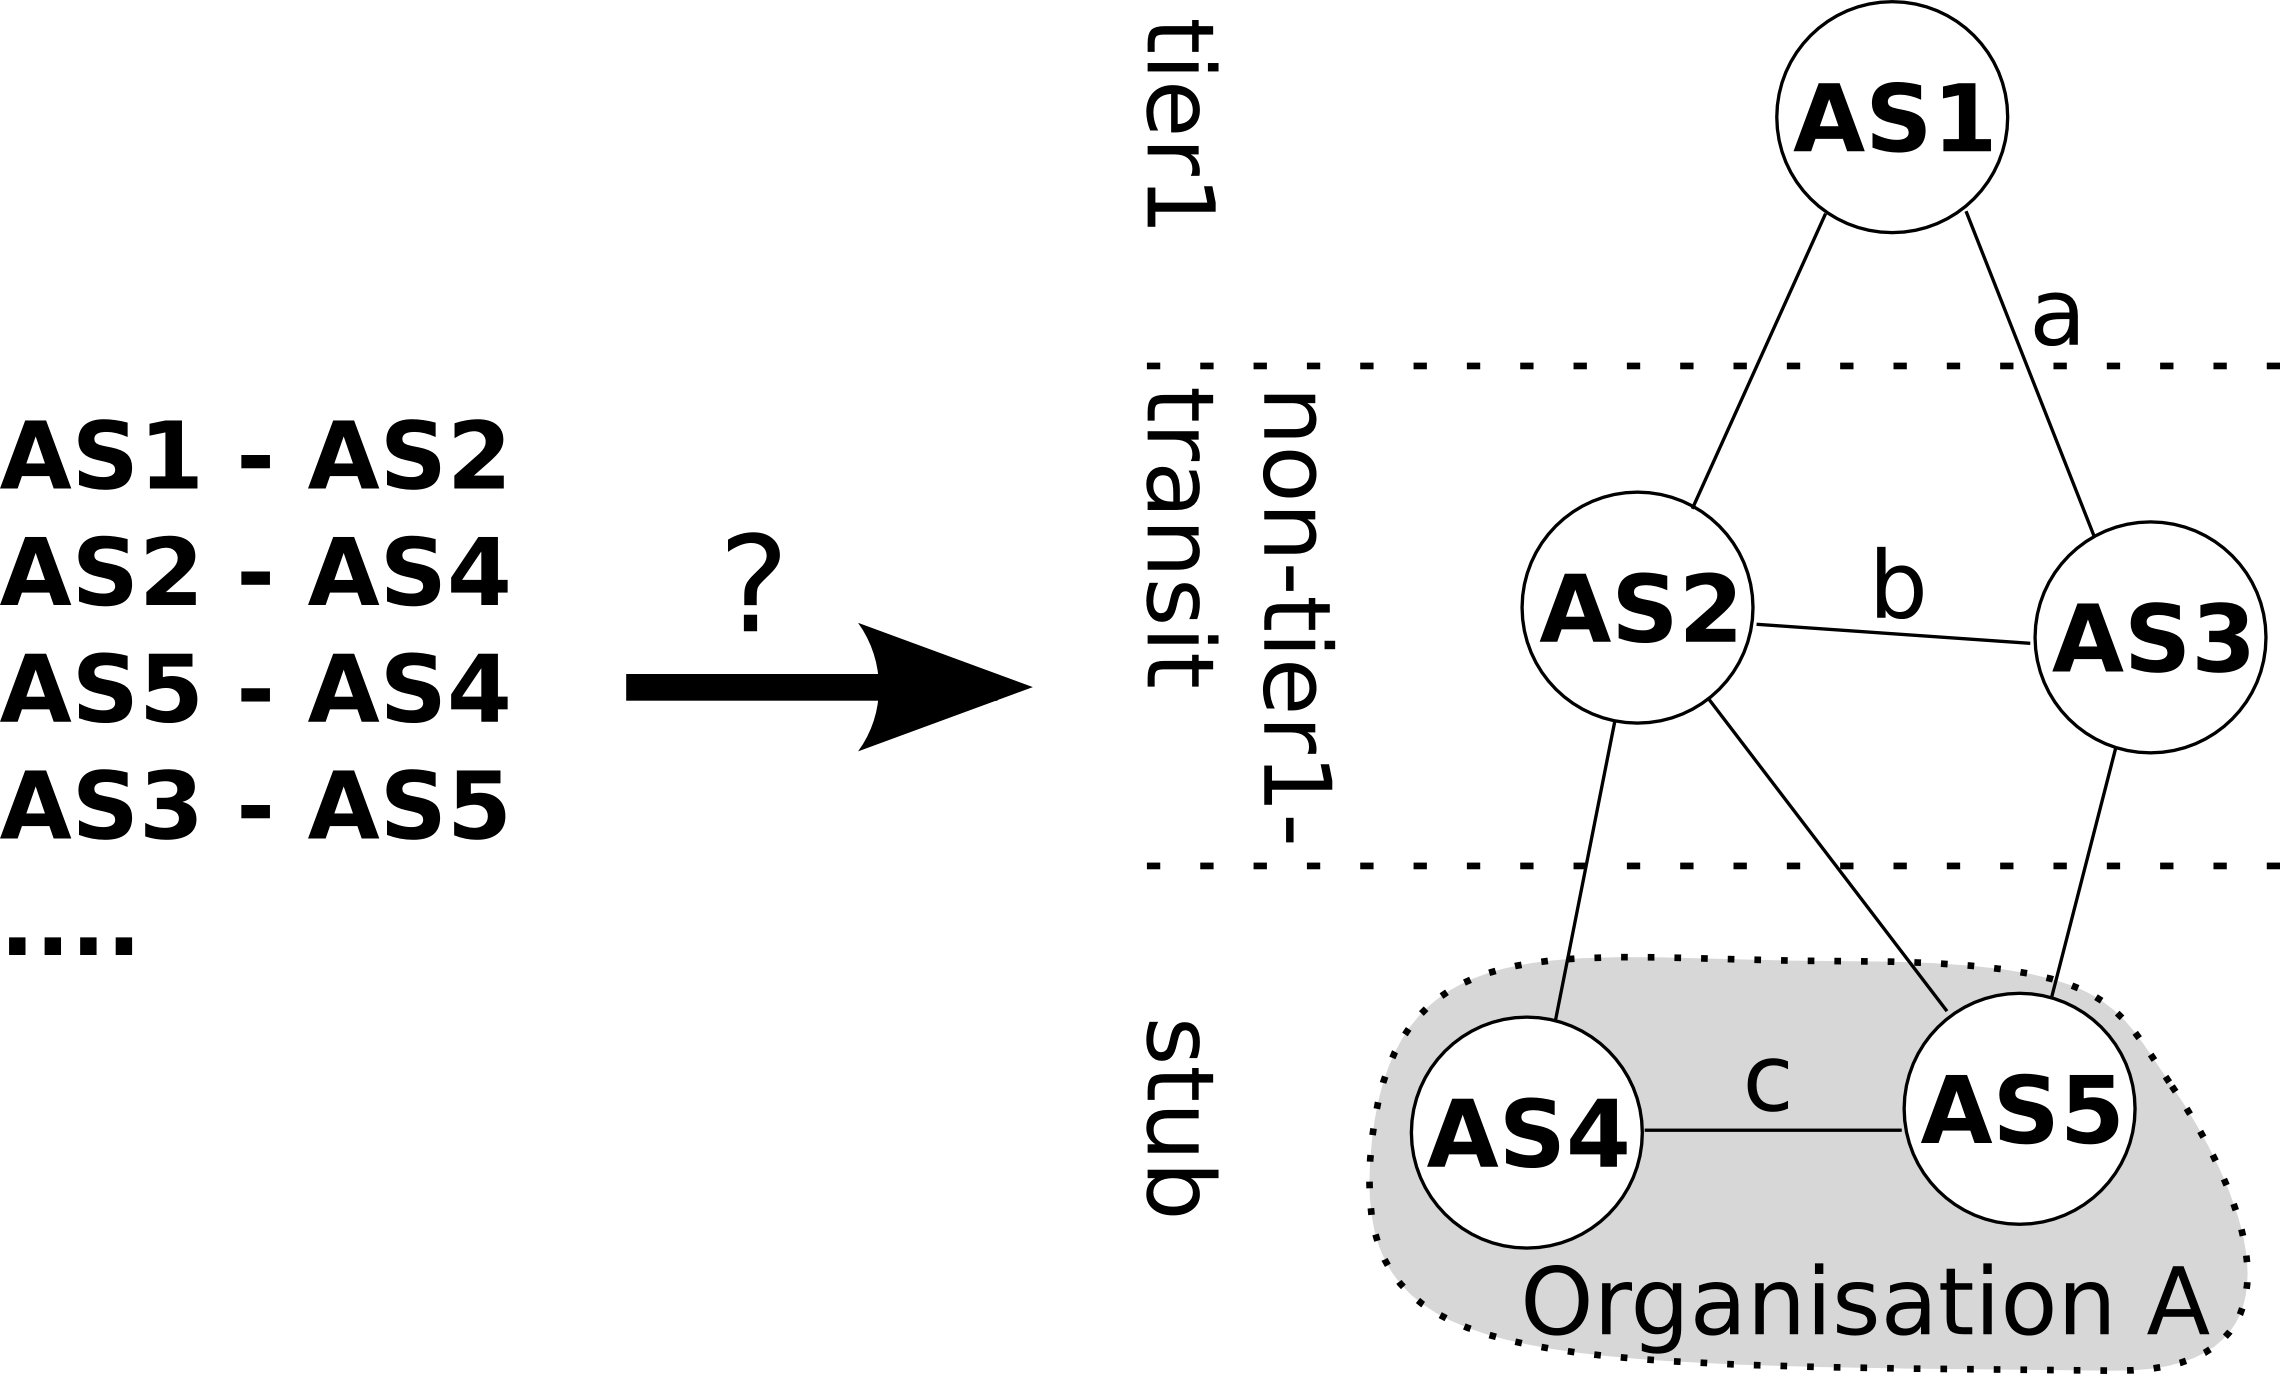 AS1 - AS2
AS2 - AS4
AS5 - AS4
AS3 - AS5
....
?
tier1
non-tier1-
transit
stub
AS1
a
AS2
b
AS3
AS4
c
AS5
Organisation A